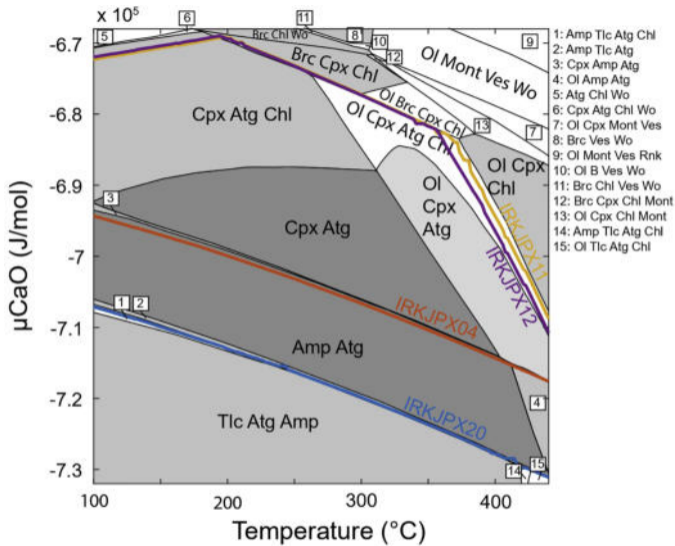 x 10⁵
-6.7
-6.8
-6.9
-7
-7.1
-7.2
-7.3
μCaO (J/mol)
100
200
300
400
Temperature (°C)
5
6
11
8
10
12
9
7
13
3
1
2
4
14
15
7
Brc Chl Wo
Brc Cpx Chl
Ol Mont Ves Wo
Ol Brc Cpx Chl
Ol Cpx Atg Chl
Cpx Atg Chl
Ol Cpx
Chl
Ol
Cpx
Atg
Cpx Atg
Amp Atg
Tlc Atg Amp
IRKJPX11
IRKJPX12
IRKJPX04
IRKJPX20
1: Amp Tlc Atg Chl
2: Amp Tlc Atg
3: Cpx Amp Atg
4: Ol Amp Atg
5: Atg Chl Wo
6: Cpx Atg Chl Wo
7: Ol Cpx Mont Ves
8: Brc Ves Wo
9: Ol Mont Ves Rnk
10: Ol B Ves Wo
11: Brc Chl Ves Wo
12: Brc Cpx Chl Mont
13: Ol Cpx Chl Mont
14: Amp Tlc Atg Chl
15: Ol Tlc Atg Chl